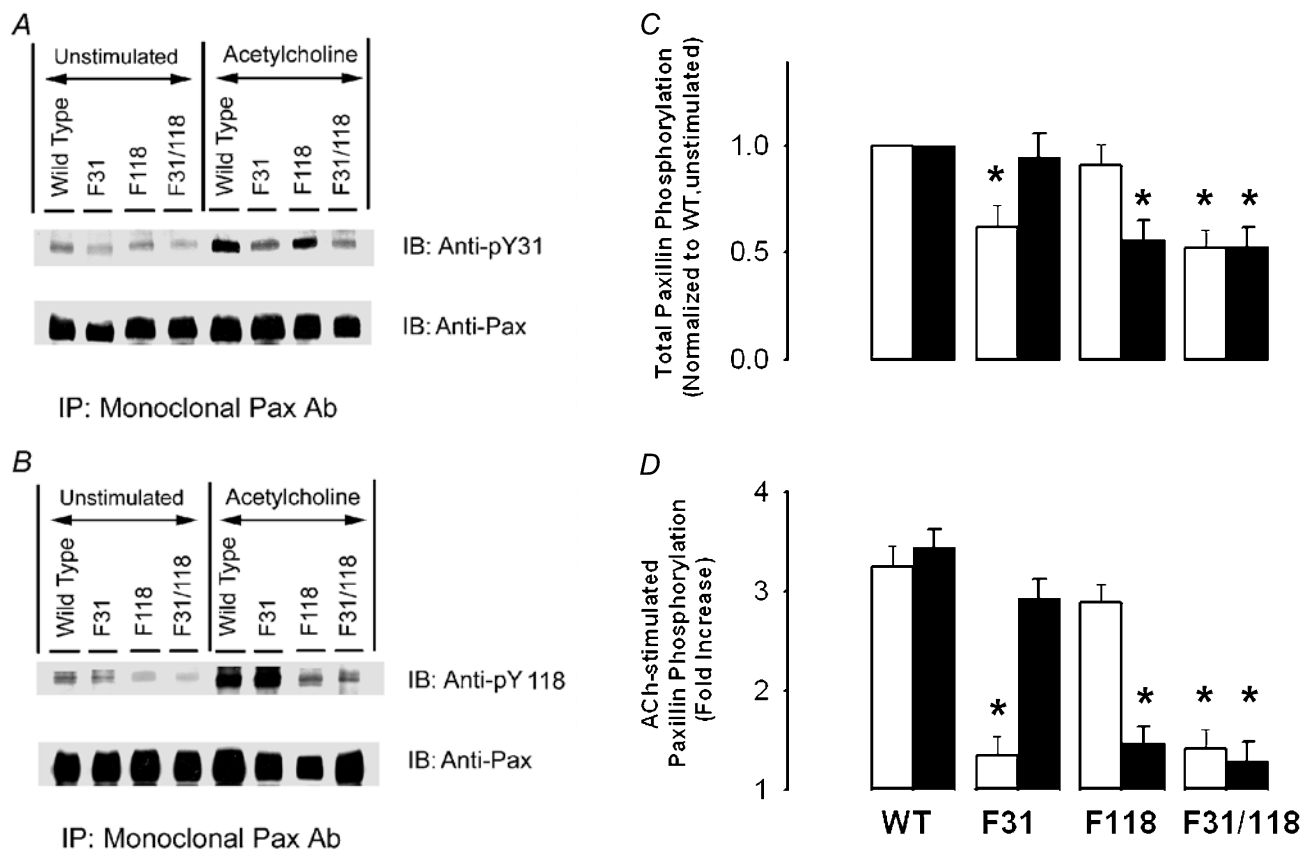 A
Unstimulated
Acetylcholine
Wild Type
F31
F118
F31/118
Wild Type
F31
F118
F31/118
IB: Anti-pY31
IB: Anti-Pax
IP: Monoclonal Pax Ab
B
Unstimulated
Acetylcholine
Wild Type
F31
F118
F31/118
Wild Type
F31
F118
F31/118
IB: Anti-pY 118
IB: Anti-Pax
IP: Monoclonal Pax Ab
C
Total Paxillin Phosphorylation
(Normalized to WT,unstimulated)
1.0
0.5
0.0
*
*
*
*
D
ACh-stimulated
Paxillin Phosphorylation
(Fold Increase)
4
3
2
1
*
*
*
*
WT
F31
F118
F31/118